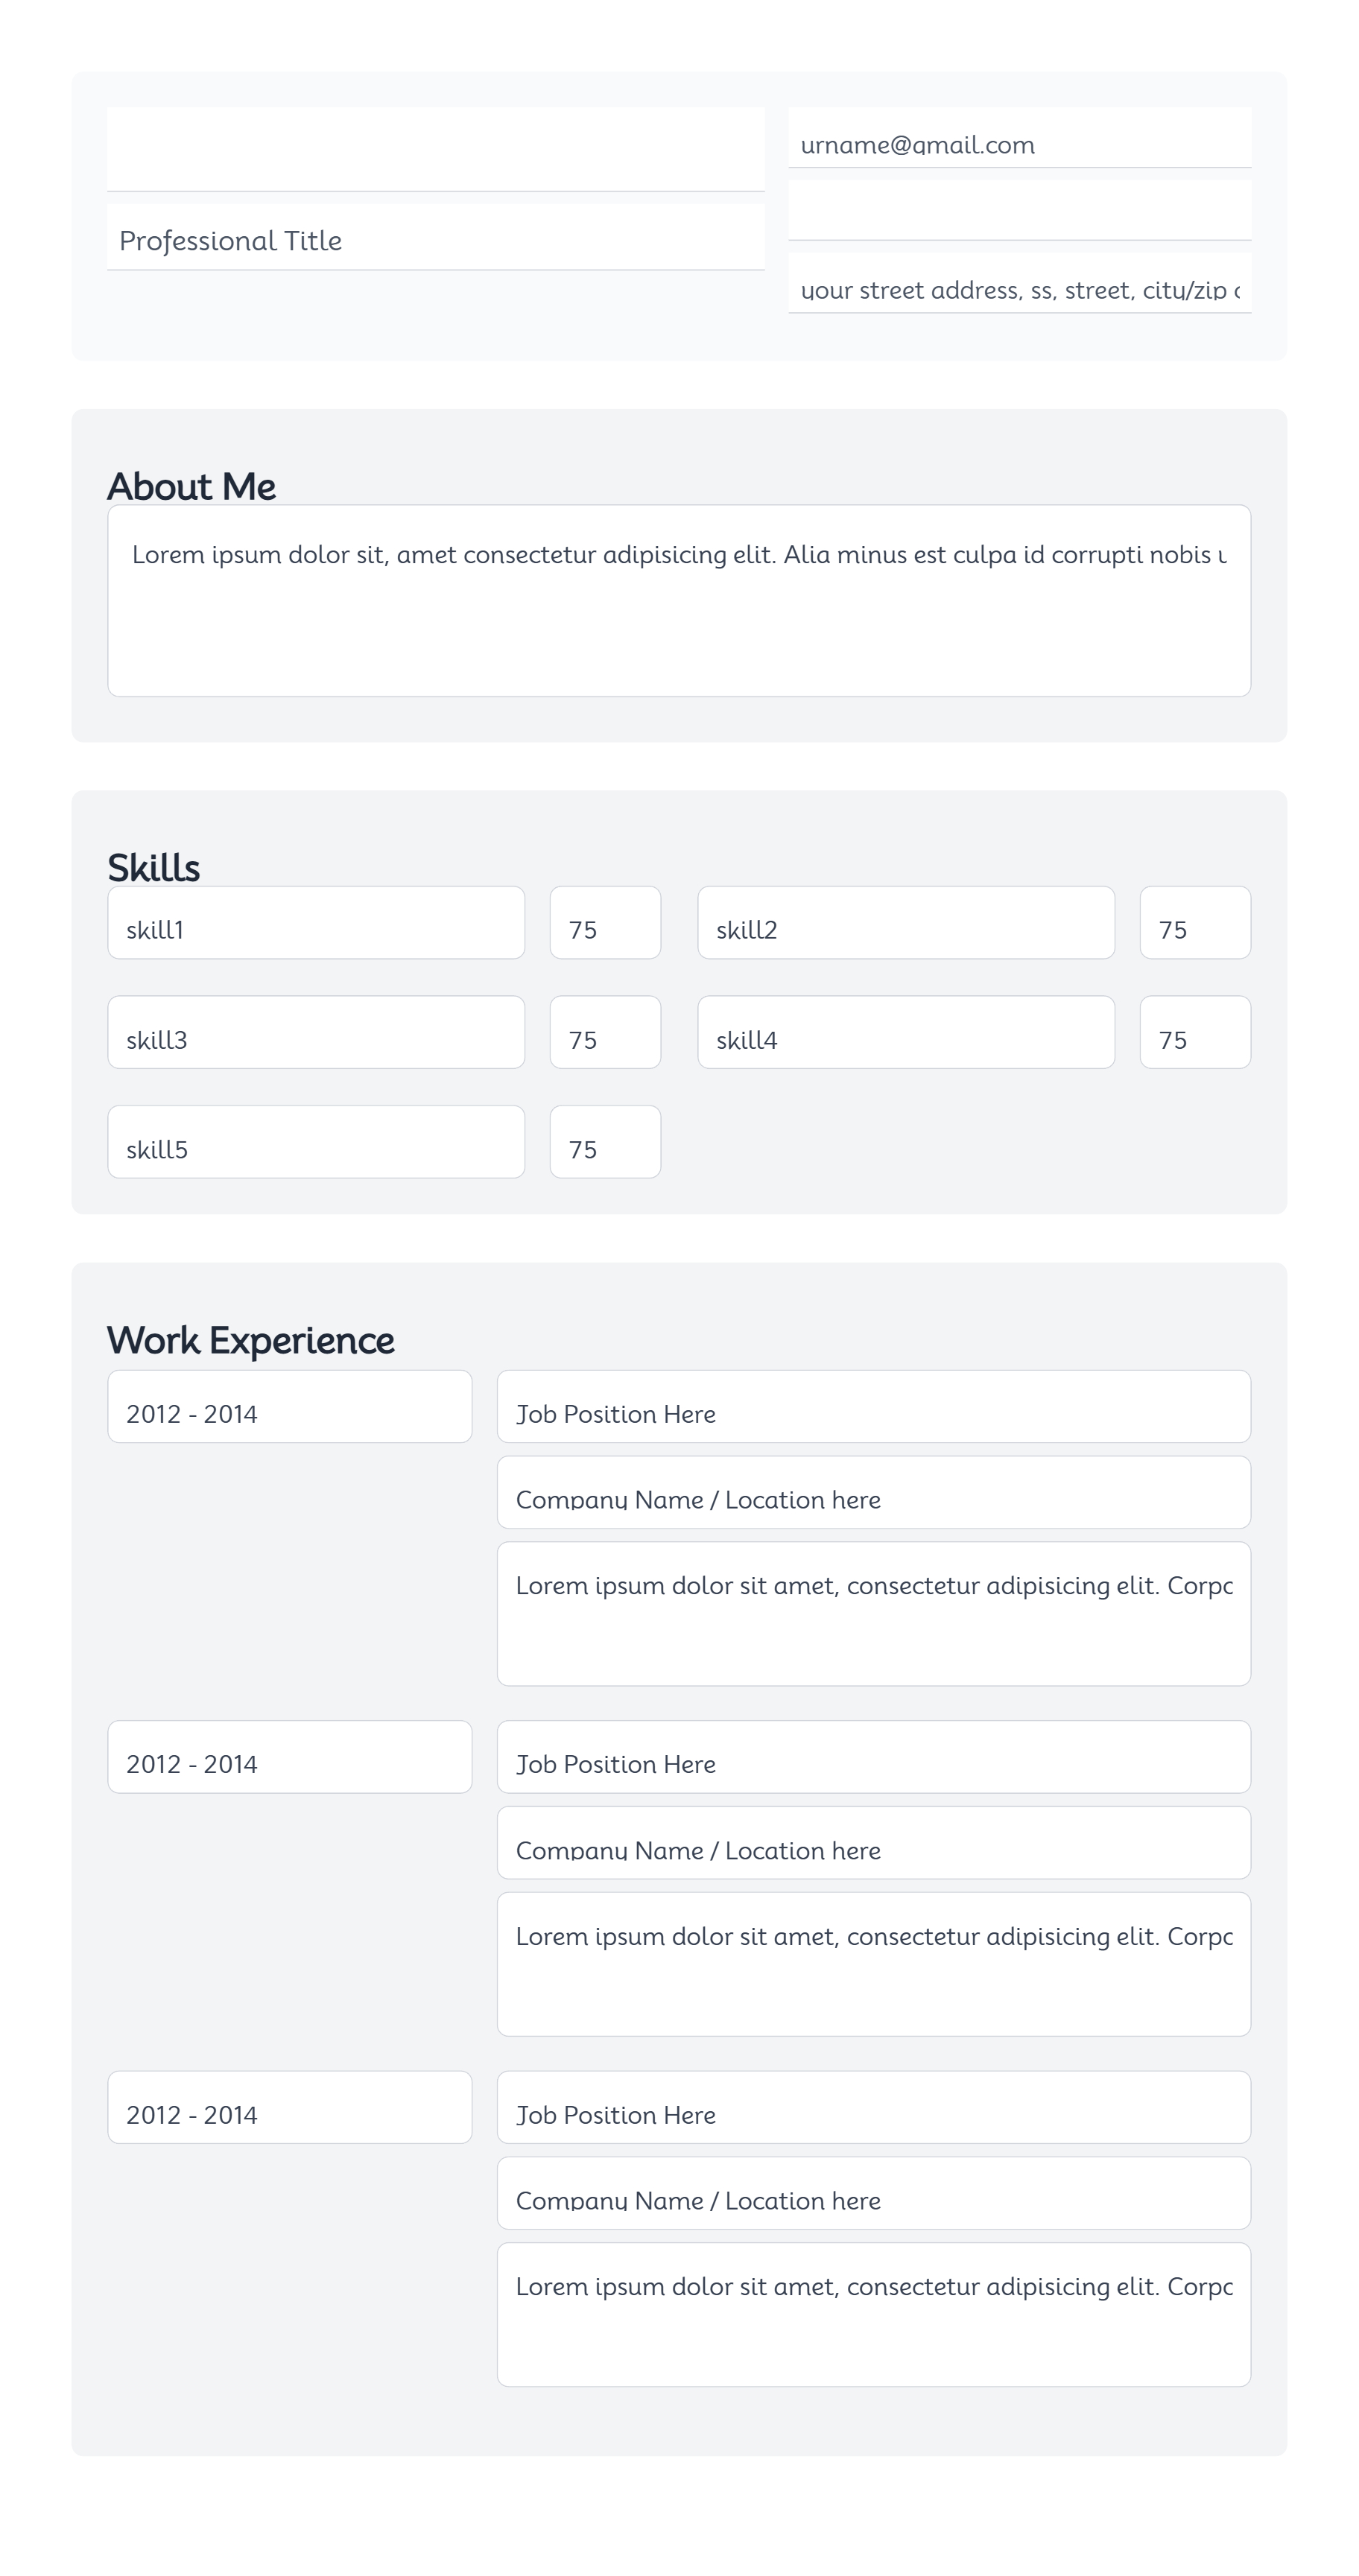 Professional Title
urname@gmail.com
your street address, ss, street, city/zip
About Me
Lorem ipsum dolor sit, amet consectetur adipisicing elit. Alia minus est culpa id corrupti nobis
Skills
skill1 75 skill2 75
skill3 75 skill4 75
skill5 75
Work Experience
2012 - 2014 Job Position Here
Company Name / Location here
Lorem ipsum dolor sit amet, consectetur adipisicing elit.
2012 - 2014 Job Position Here
Company Name / Location here
Lorem ipsum dolor sit amet, consectetur adipisicing elit.
2012 - 2014 Job Position Here
Company Name / Location here
Lorem ipsum dolor sit amet, consectetur adipisicing elit.